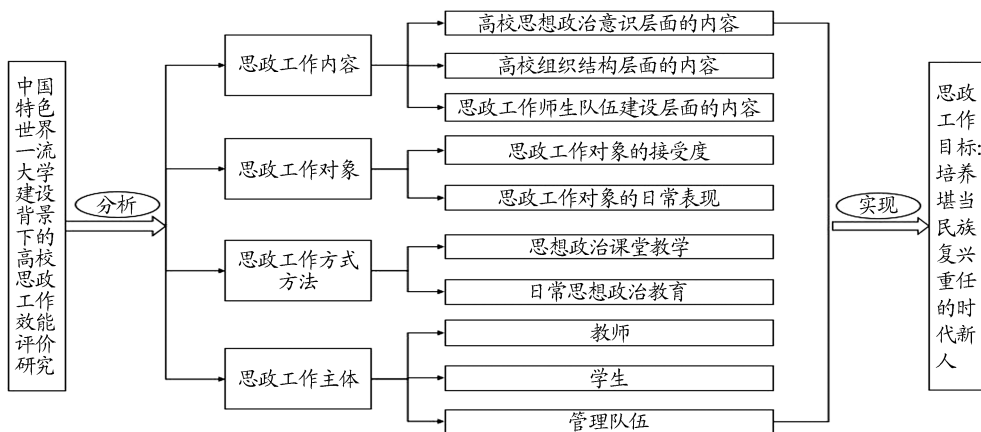 中国
特色
世界
一流
大学
建设
背景
下的
高校
思政
工作
效能
评价
研究
分析
思政工作内容
思政工作对象
思政工作方式
方法
思政工作主体
高校思想政治意识层面的内容
高校组织结构层面的内容
思政工作师生队伍建设层面的内容
思政工作对象的接受度
思政工作对象的日常表现
思想政治课堂教学
日常思想政治教育
教师
学生
管理队伍
实现
思政
工作
目标:
培养
堪当
民族
复兴
重任
的时
代新
人